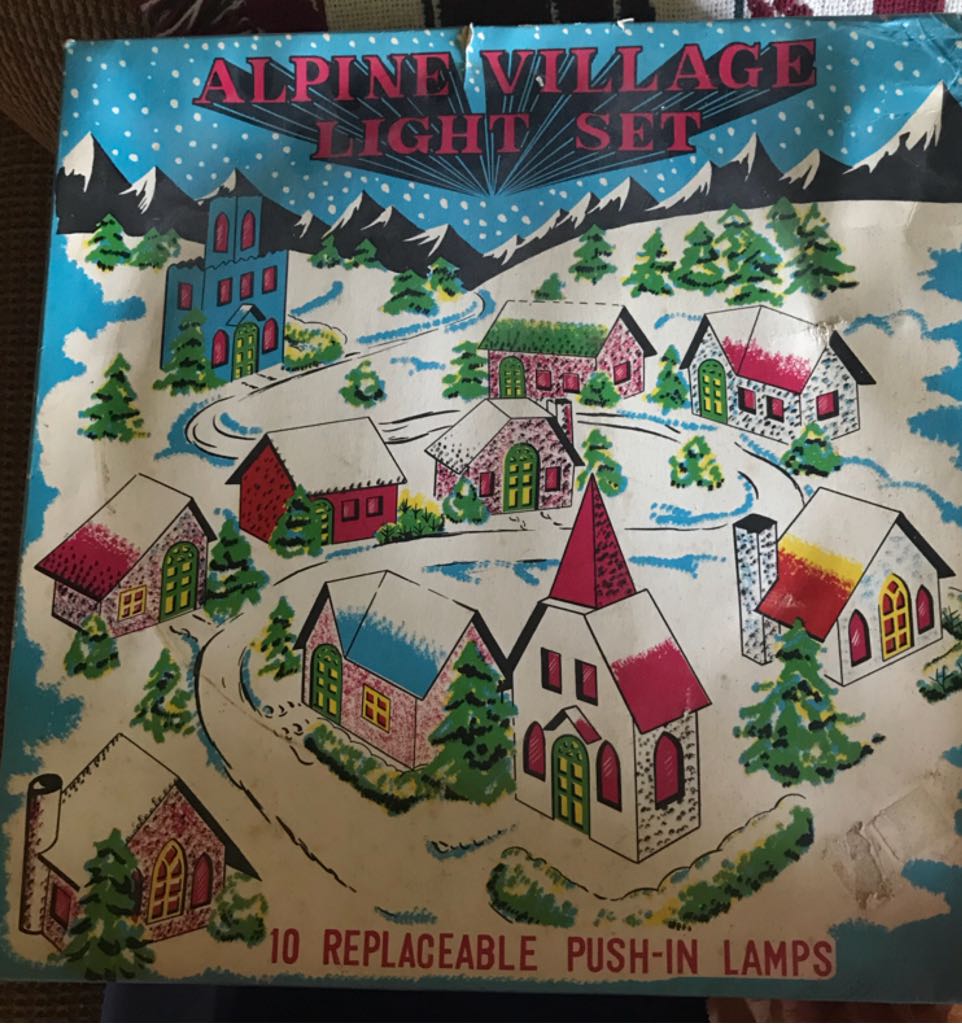 ALPINE VILLAGE
LIGHT SET
10 REPLACEABLE PUSH-IN LAMPS